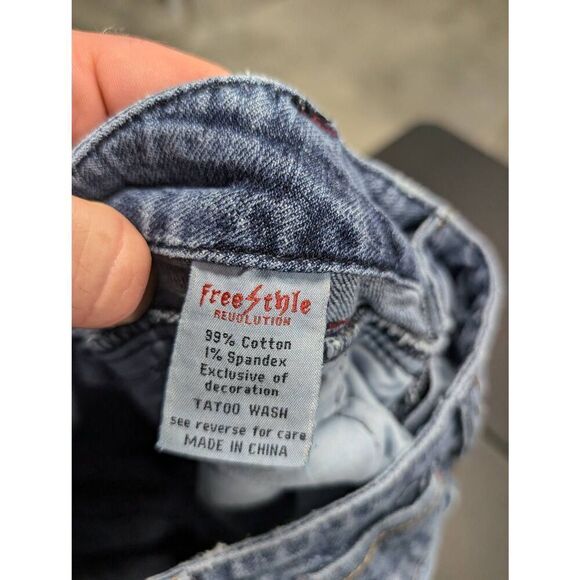 FreeStyle
REVOLUTION
99% Cotton
1% Spandex
Exclusive of
decoration
TATOO WASH
see reverse for care
MADE IN CHINA